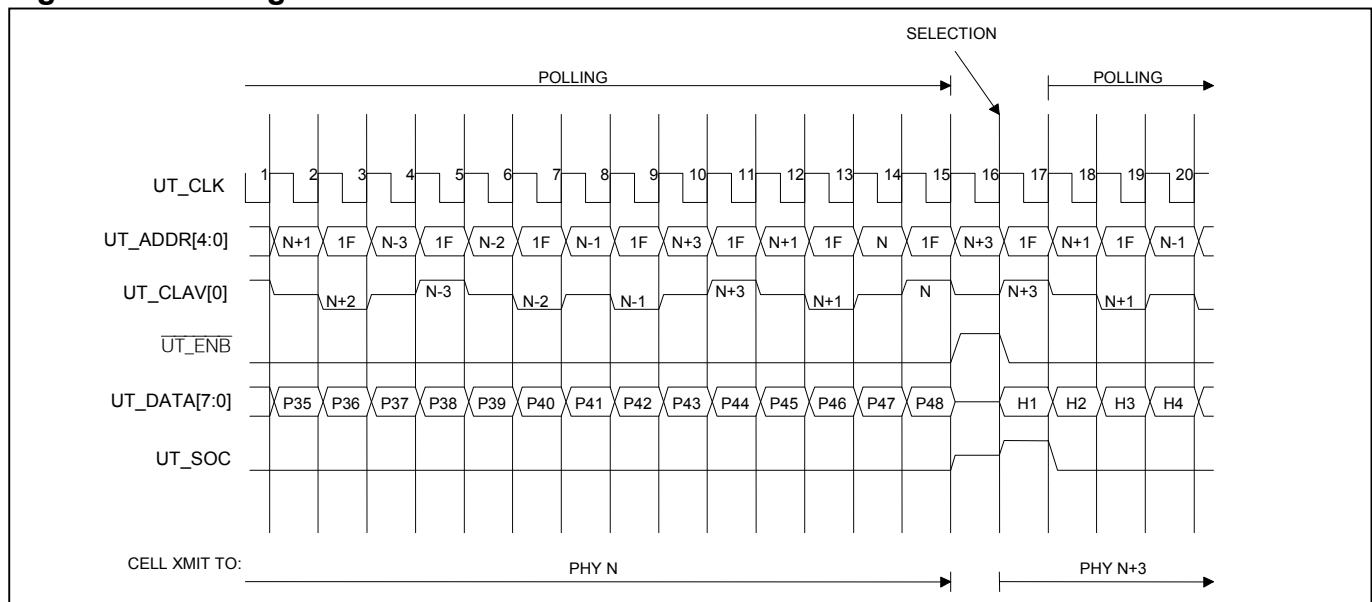 SELECTION
POLLING POLLING
UT_CLK 1 2 3 4 5 6 7 8 9 10 11 12 13 14 15 16 17 18 19 20
UT_ADDR[4:0] N+1 1F N-3 1F N-2 1F N-1 1F N+3 1F N+1 1F N 1F N+3 1F N+1 1F N-1
UT_CLAV[0] N+2 N-3 N-2 N-1 N+3 N+1 N N+3 N+1
UT_ENB
UT_DATA[7:0] P35 P36 P37 P38 P39 P40 P41 P42 P43 P44 P45 P46 P47 P48 H1 H2 H3 H4
UT_SOC
CELL XMIT TO: PHY N PHY N+3